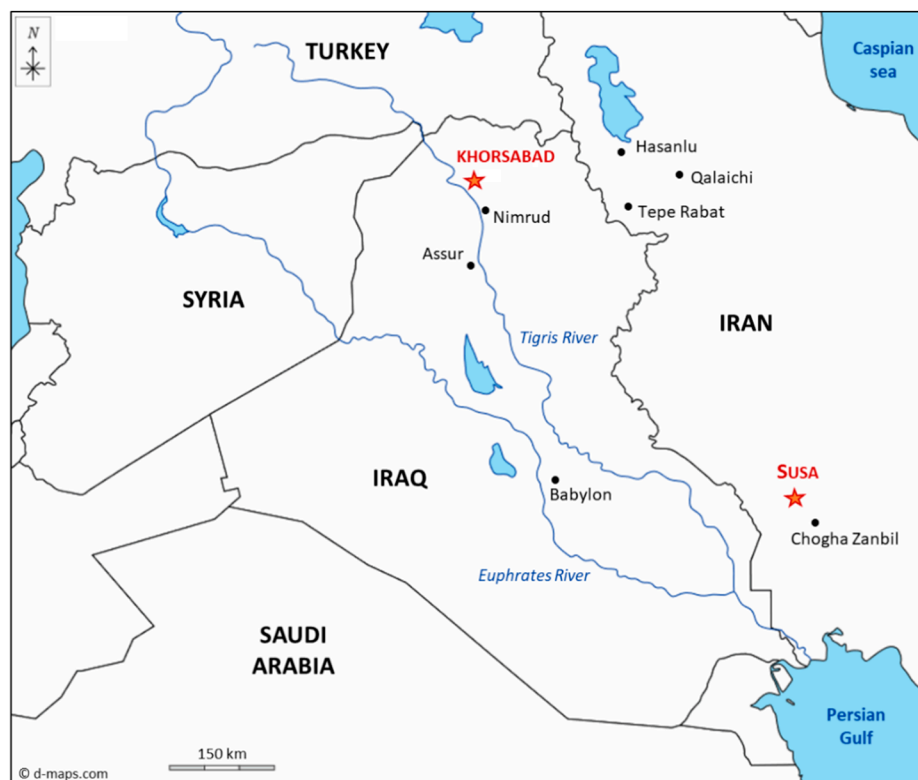 N
TURKEY
Caspian
sea
Hasanlu
KHORSABAD
Qalaichi
Nimrud
Tepe Rabat
Assur
SYRIA
IRAN
Tigris River
SUSA
IRAQ
Babylon
Chogha Zanbil
Euphrates River
SAUDI
ARABIA
Persian
Gulf
150 km
© d-maps.com